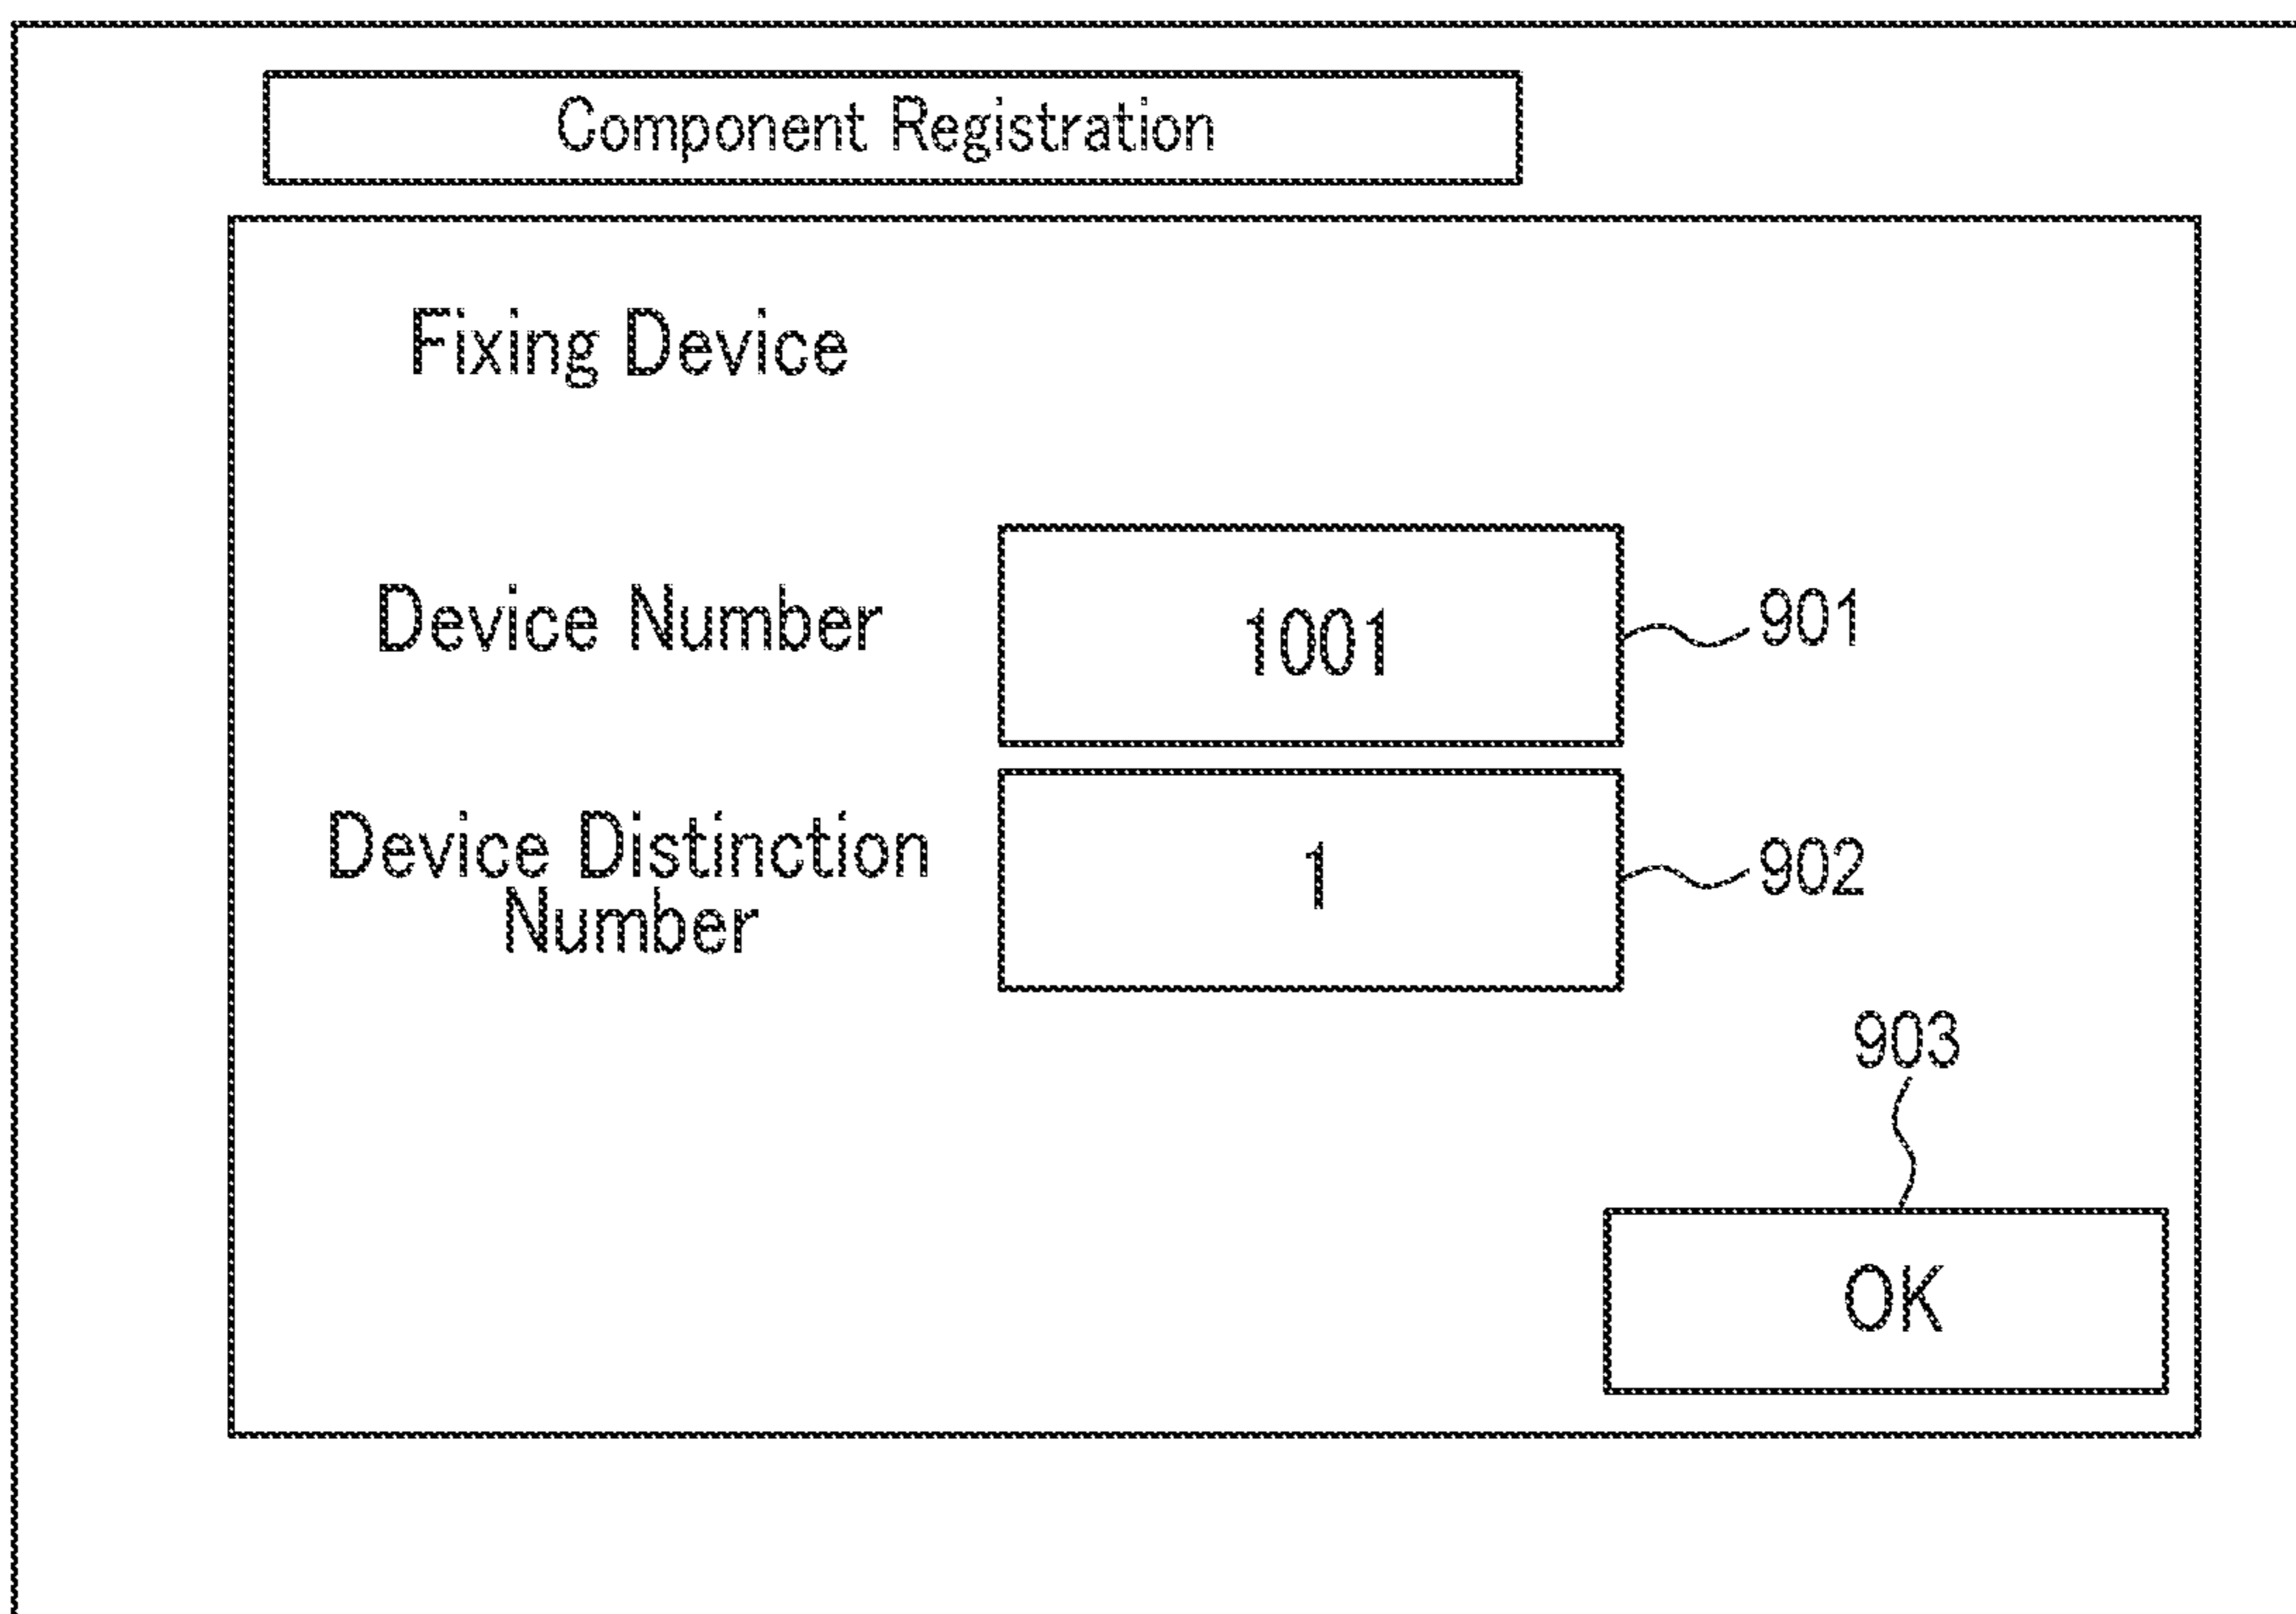 Component Registration
Fixing Device
Device Number
1001
901
Device Distinction
Number
1
902
903
OK